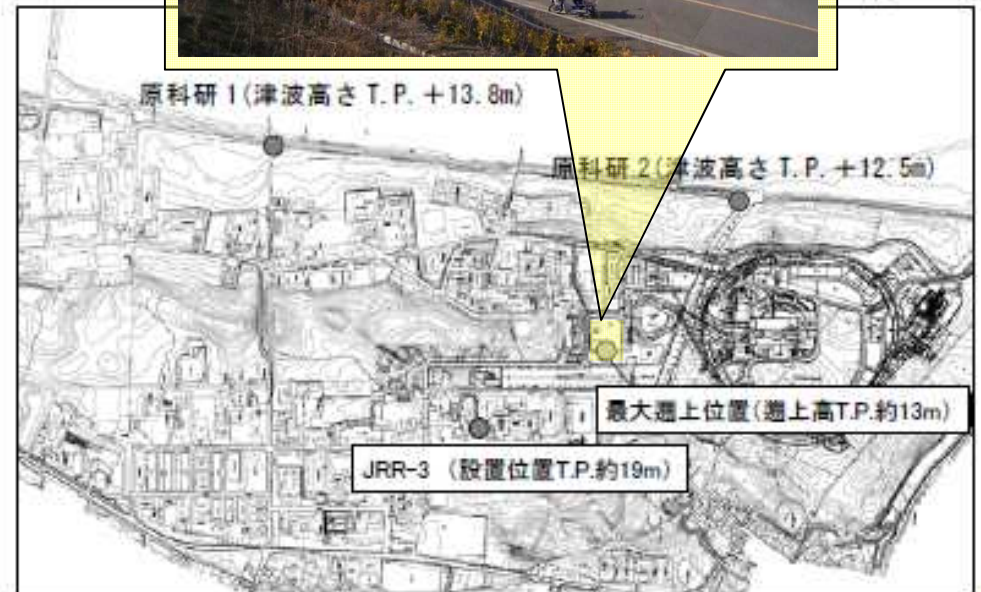 原科研 1(津波高さ T.P. +13.8m)
原科研 2(津波高さ T.P. +12.5m)
最大遡上位置(遡上高T.P.約13m)
JRR-3 (設置位置T.P.約19m)